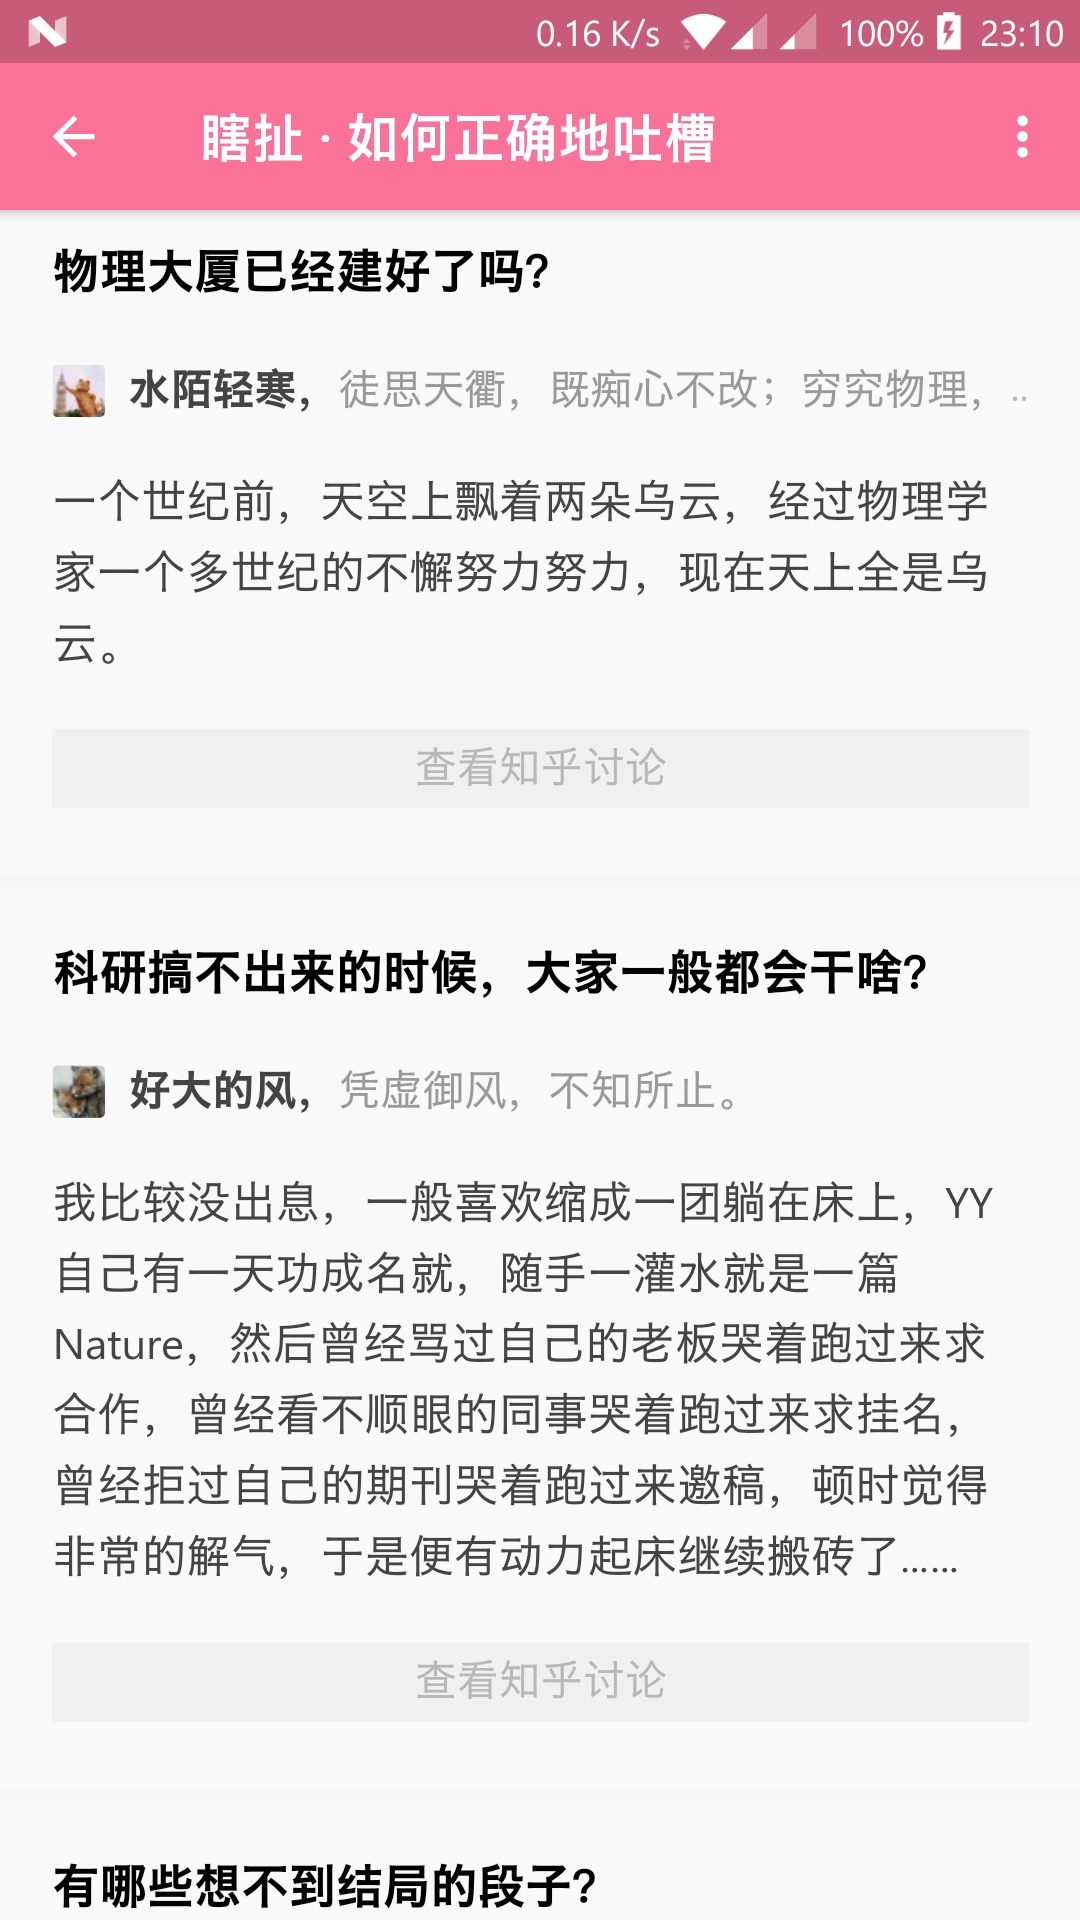 0.16 K/s 100% 23:10
瞎扯 · 如何正确地吐槽
物理大厦已经建好了吗?
水陌轻寒，徒思天衢，既痴心不改；穷究物理，..
一个世纪前，天空上飘着两朵乌云，经过物理学
家一个多世纪的不懈努力努力，现在天上全是乌
云。
查看知乎讨论
科研搞不出来的时候，大家一般都会干啥?
好大的风，凭虚御风，不知所止。
我比较没出息，一般喜欢缩成一团躺在床上，YY
自己有一天功成名就，随手一灌水就是一篇
Nature，然后曾经骂过自己的老板哭着跑过来求
合作，曾经看不顺眼的同事哭着跑过来求挂名，
曾经拒过自己的期刊哭着跑过来邀稿，顿时觉得
非常的解气，于是便有动力起床继续搬砖了……
查看知乎讨论
有哪些想不到结局的段子?